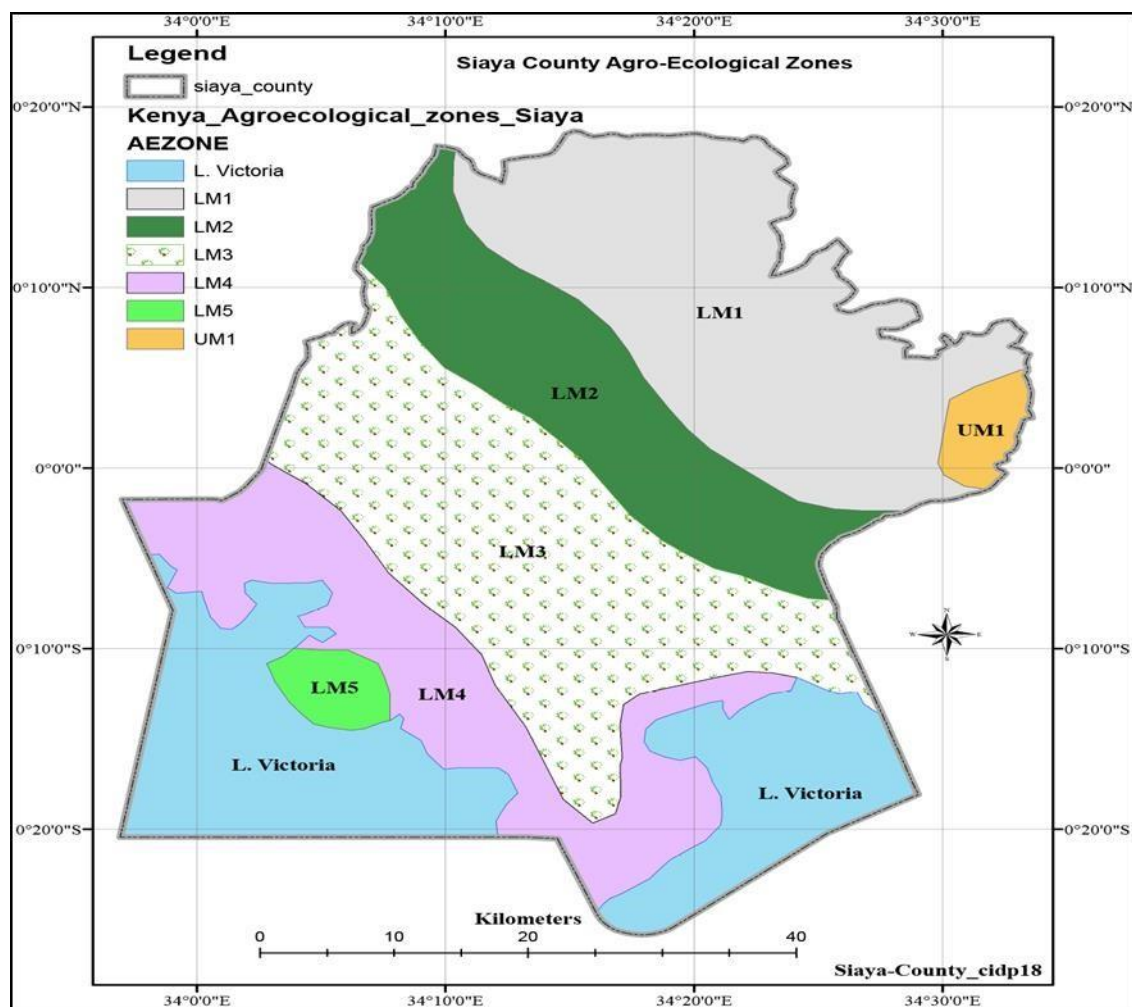 34°0'0"E 34°10'0"E 34°20'0"E 34°30'0"E
Legend
siaya_county
Kenya_Agroecological_zones_Siaya
AEZONE
L. Victoria
LM1
LM2
LM3
LM4
LM5
UM1
Siaya County Agro-Ecological Zones
0°20'0"N 0°20'0"N
0°10'0"N 0°10'0"N
LM1
LM2
UM1
0°0'0" 0°0'0"
LM3
N
W E
S
0°10'0"S 0°10'0"S
LM5
LM4
L. Victoria
L. Victoria
0°20'0"S 0°20'0"S
Kilometers
0 10 20 40
Siaya-County_cidp18
34°0'0"E 34°10'0"E 34°20'0"E 34°30'0"E